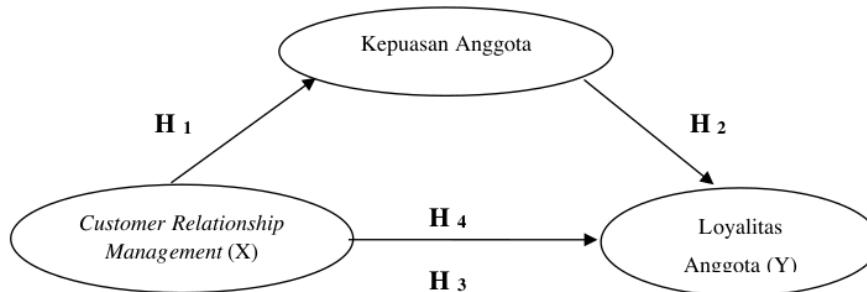 Kepuasan Anggota
H 1
H 2
Customer Relationship
Management (X)
H 4
H 3
Loyalitas
Anggota (Y)